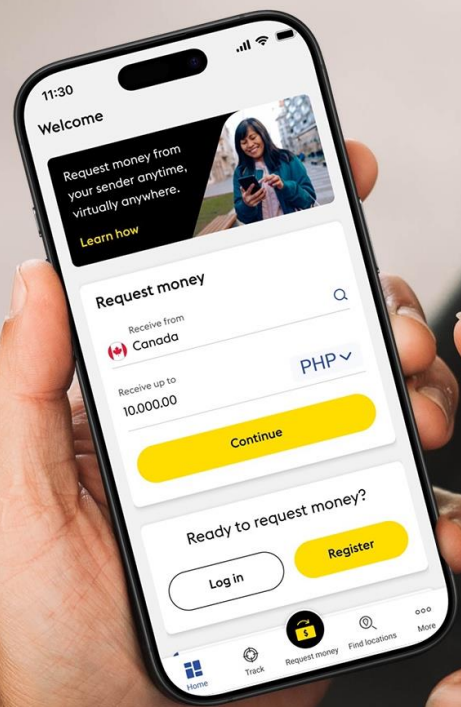 11:30
Welcome
Request money from
your sender anytime,
virtually anywhere.
Learn how
Request money
Receive from
Canada
Receive up to
10.000.00
PHP
Continue
Ready to request money?
Log in
Register
$
Home
Track
Request money
Find locations
More